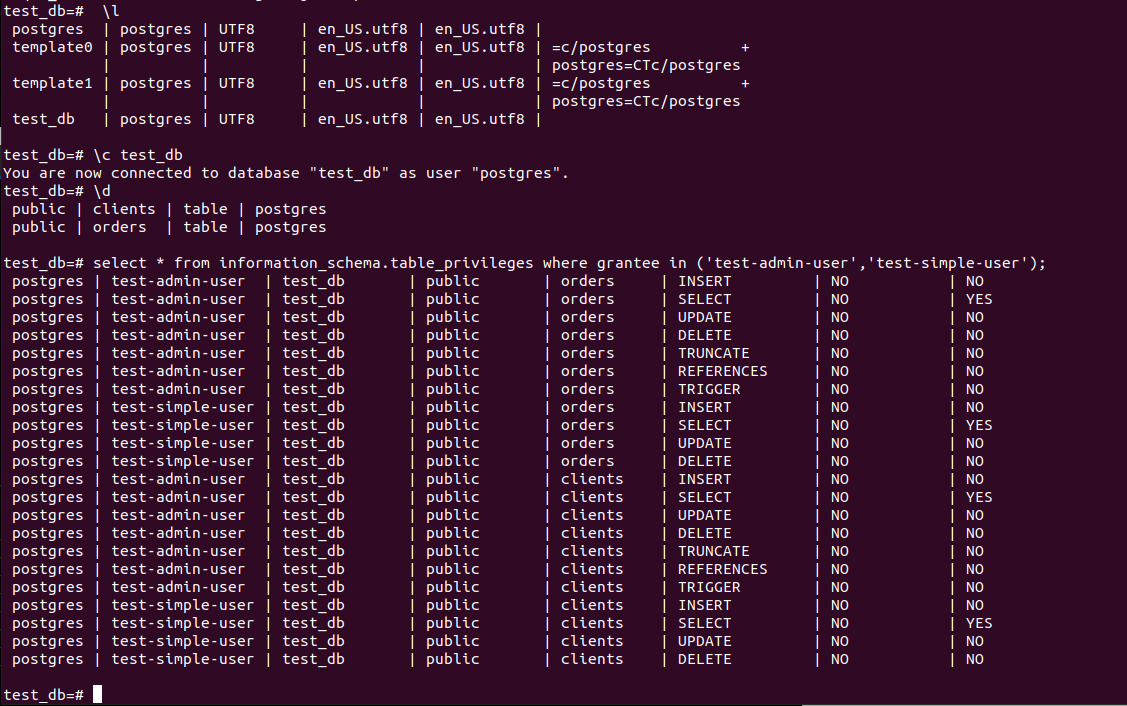 test_db=#  \l
 postgres  | postgres | UTF8     | en_US.utf8 | en_US.utf8 |
 template0 | postgres | UTF8     | en_US.utf8 | en_US.utf8 | =c/postgres          +
           |          |          |            |            | postgres=CTc/postgres
 template1 | postgres | UTF8     | en_US.utf8 | en_US.utf8 | =c/postgres          +
           |          |          |            |            | postgres=CTc/postgres
 test_db   | postgres | UTF8     | en_US.utf8 | en_US.utf8 |
test_db=# \c test_db
You are now connected to database "test_db" as user "postgres".
test_db=# \d
 public | clients | table | postgres
 public | orders  | table | postgres
test_db=# select * from information_schema.table_privileges where grantee in ('test-admin-user','test-simple-user');
 postgres | test-admin-user  | test_db       | public       | orders     | INSERT         | NO           | NO
 postgres | test-admin-user  | test_db       | public       | orders     | SELECT         | NO           | YES
 postgres | test-admin-user  | test_db       | public       | orders     | UPDATE         | NO           | NO
 postgres | test-admin-user  | test_db       | public       | orders     | DELETE         | NO           | NO
 postgres | test-admin-user  | test_db       | public       | orders     | TRUNCATE       | NO           | NO
 postgres | test-admin-user  | test_db       | public       | orders     | REFERENCES     | NO           | NO
 postgres | test-admin-user  | test_db       | public       | orders     | TRIGGER        | NO           | NO
 postgres | test-simple-user | test_db       | public       | orders     | INSERT         | NO           | NO
 postgres | test-simple-user | test_db       | public       | orders     | SELECT         | NO           | YES
 postgres | test-simple-user | test_db       | public       | orders     | UPDATE         | NO           | NO
 postgres | test-simple-user | test_db       | public       | orders     | DELETE         | NO           | NO
 postgres | test-admin-user  | test_db       | public       | clients    | INSERT         | NO           | NO
 postgres | test-admin-user  | test_db       | public       | clients    | SELECT         | NO           | YES
 postgres | test-admin-user  | test_db       | public       | clients    | UPDATE         | NO           | NO
 postgres | test-admin-user  | test_db       | public       | clients    | DELETE         | NO           | NO
 postgres | test-admin-user  | test_db       | public       | clients    | TRUNCATE       | NO           | NO
 postgres | test-admin-user  | test_db       | public       | clients    | REFERENCES     | NO           | NO
 postgres | test-admin-user  | test_db       | public       | clients    | TRIGGER        | NO           | NO
 postgres | test-simple-user | test_db       | public       | clients    | INSERT         | NO           | NO
 postgres | test-simple-user | test_db       | public       | clients    | SELECT         | NO           | YES
 postgres | test-simple-user | test_db       | public       | clients    | UPDATE         | NO           | NO
 postgres | test-simple-user | test_db       | public       | clients    | DELETE         | NO           | NO
test_db=#